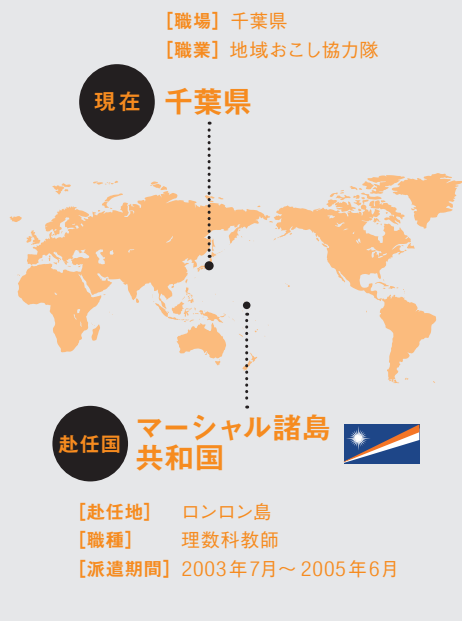 [職場] 千葉県
[職業] 地域おこし協力隊
現在 千葉県
赴任国 マーシャル諸島
共和国
[赴任地] ロンロン島
[職種] 理数科教師
[派遣期間] 2003年7月～2005年6月